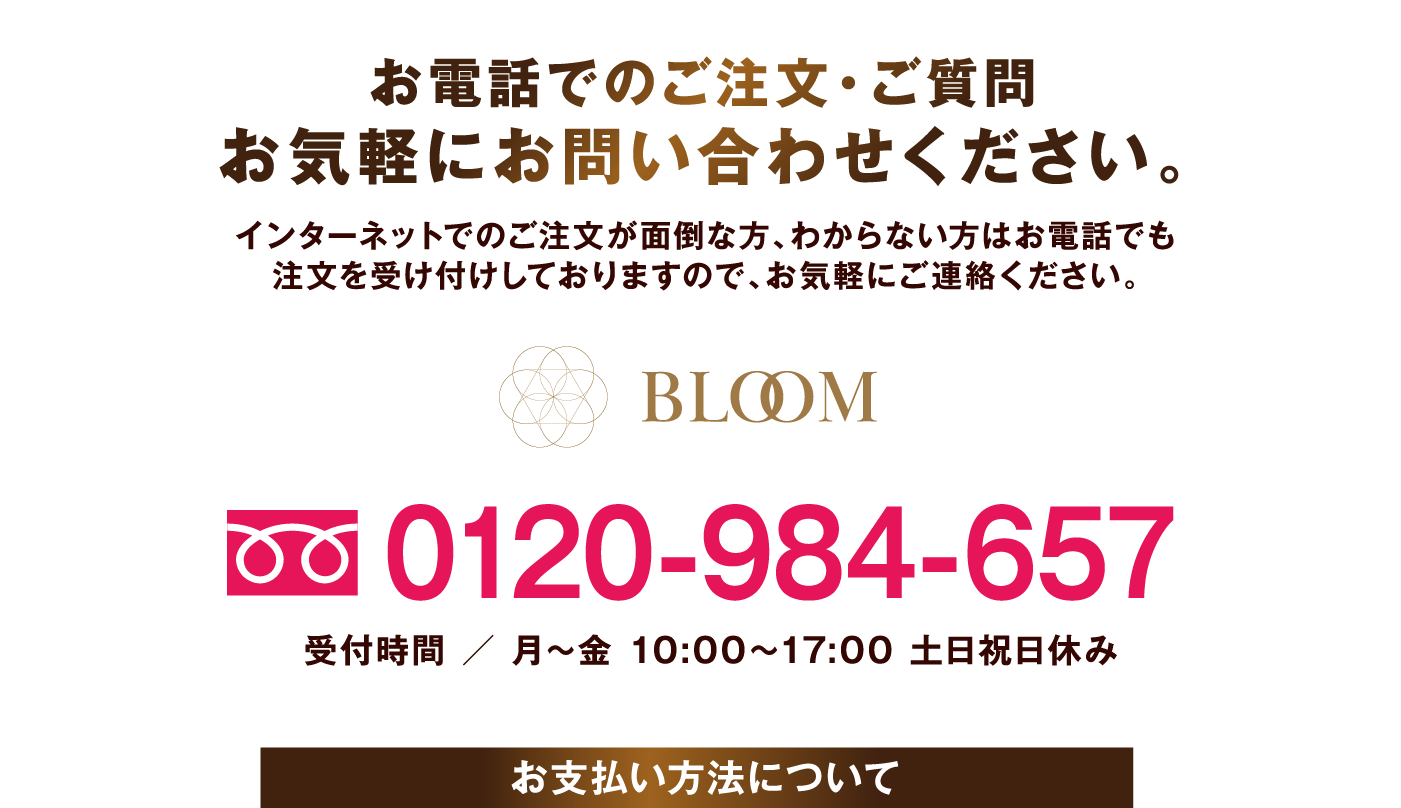 お電話でのご注文・ご質問
お気軽にお問い合わせください。
インターネットでのご注文が面倒な方、わからない方はお電話でも
注文を受け付けしておりますので、お気軽にご連絡ください。
BLOOM
0120-984-657
受付時間 ／ 月〜金 10:00〜17:00 土日祝日休み
お支払い方法について